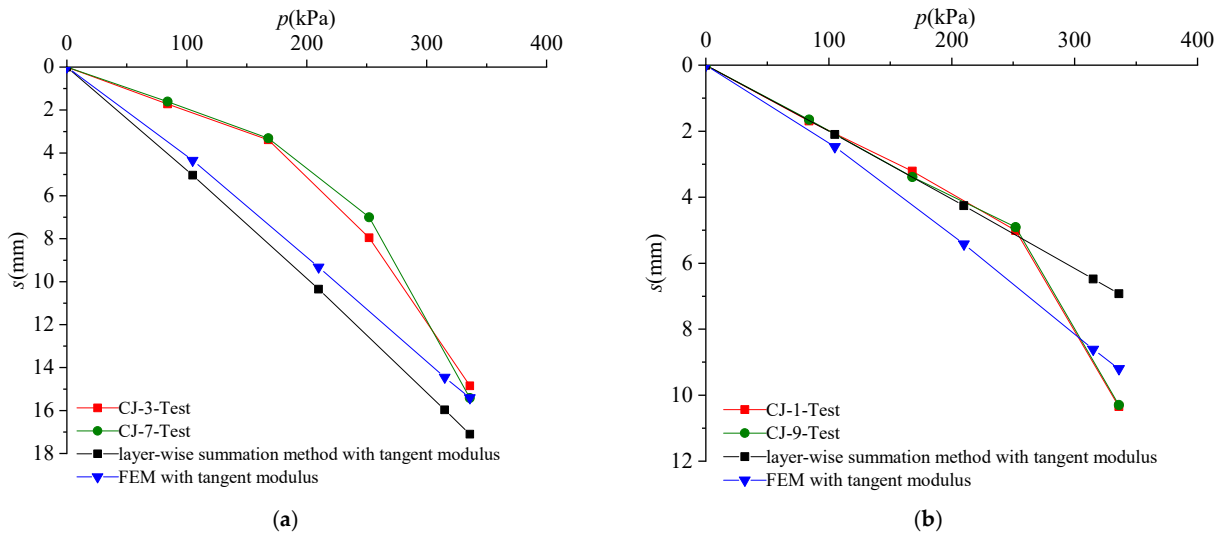 p(kPa)
0 100 200 300 400
0
2
4
6
8
10
12
14
16
18
s(mm)
CJ-3-Test
CJ-7-Test
layer-wise summation method with tangent modulus
FEM with tangent modulus
(a)
p(kPa)
0 100 200 300 400
0
2
4
6
8
10
12
s(mm)
CJ-1-Test
CJ-9-Test
layer-wise summation method with tangent modulus
FEM with tangent modulus
(b)